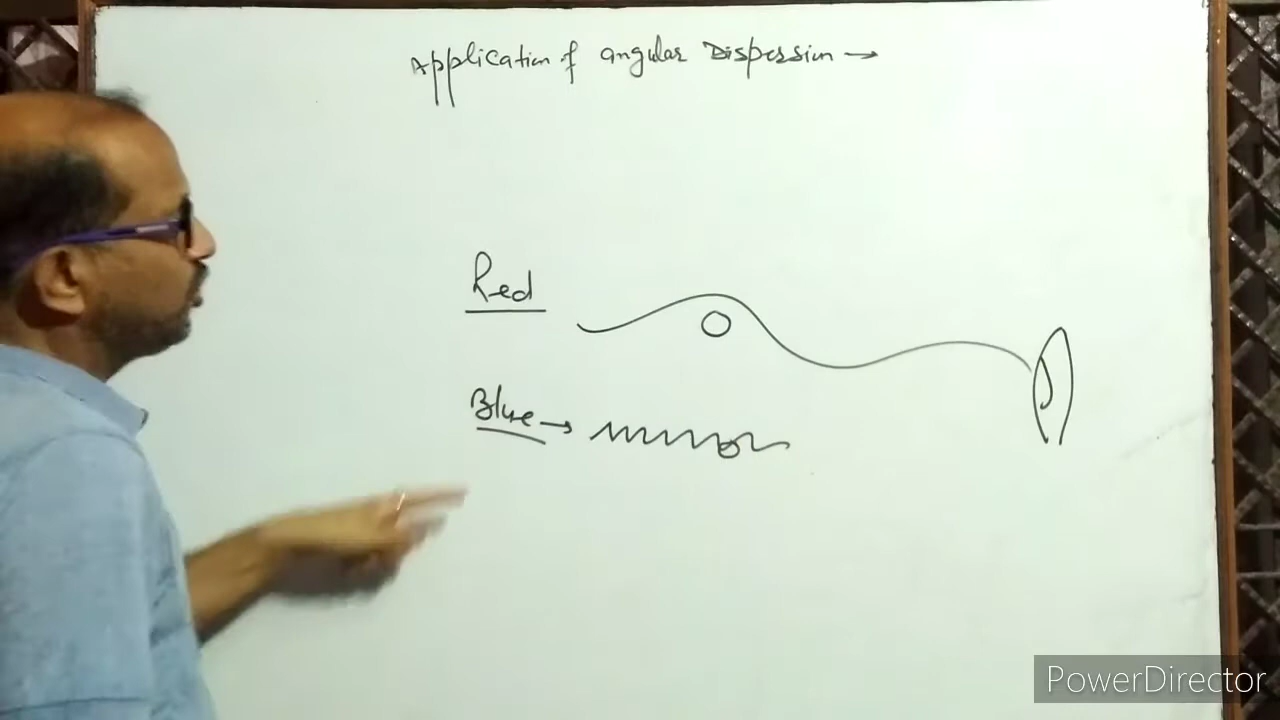 Application of angular Dispersion →
Red
Blue →
PowerDirector